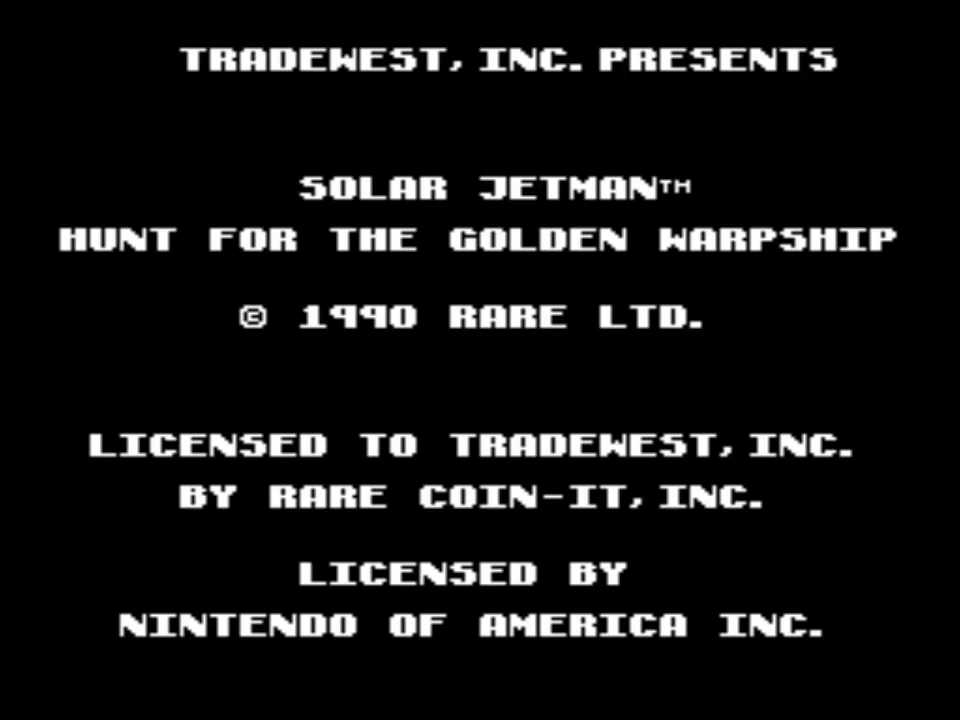 TRADEWEST, INC. PRESENTS
SOLAR JETMAN™
HUNT FOR THE GOLDEN WARPSHIP
© 1990 RARE LTD.
LICENSED TO TRADEWEST, INC.
BY RARE COIN-IT, INC.
LICENSED BY
NINTENDO OF AMERICA INC.